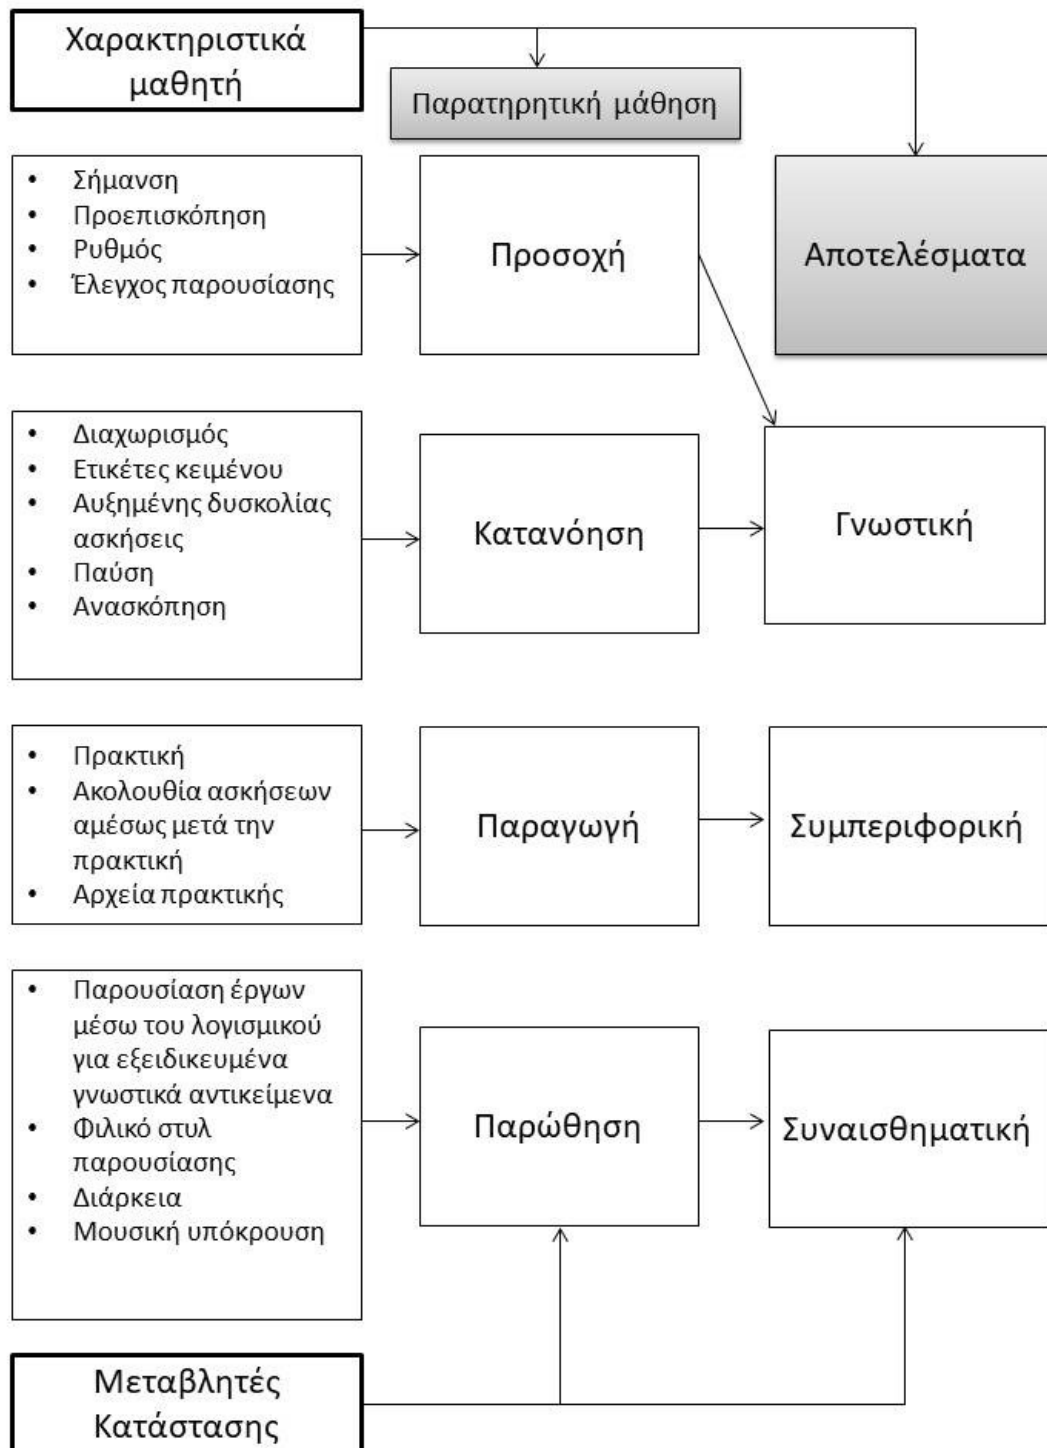 Χαρακτηριστικά
μαθητή
Παρατηρητική μάθηση
• Σήμανση
• Προεπισκόπηση
• Ρυθμός
• Έλεγχος παρουσίασης
Προσοχή
Αποτελέσματα
• Διαχωρισμός
• Ετικέτες κειμένου
• Αυξημένης δυσκολίας
ασκήσεις
• Παύση
• Ανασκόπηση
Κατανόηση
Γνωστική
• Πρακτική
• Ακολουθία ασκήσεων
αμέσως μετά την
πρακτική
• Αρχεία πρακτικής
Παραγωγή
Συμπεριφορική
• Παρουσίαση έργων
μέσω του λογισμικού
για εξειδικευμένα
γνωστικά αντικείμενα
• Φιλικό στυλ
παρουσίασης
• Διάρκεια
• Μουσική υπόκρουση
Παρώθηση
Συναισθηματική
Μεταβλητές
Κατάστασης